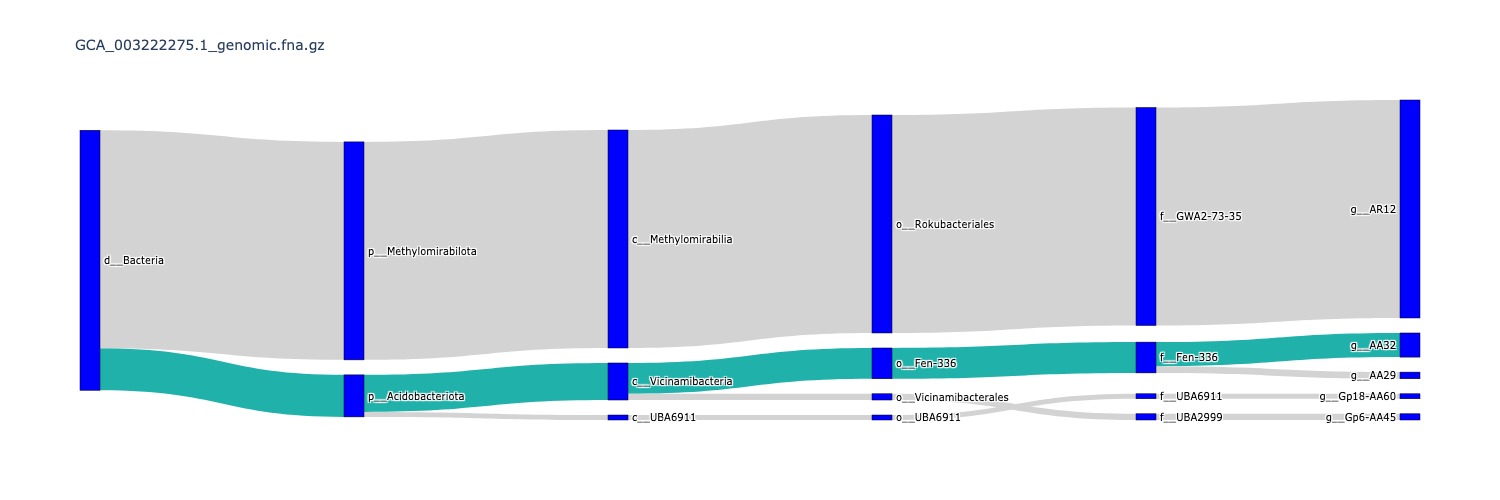 GCA_003222275.1_genomic.fna.gz
d__Bacteria
p__Methylomirabilota
p__Acidobacteriota
c__Methylomirabilia
c__Vicinamibacteria
c__UBA6911
o__Rokubacteriales
o__Fen-336
o__Vicinamibacterales
o__UBA6911
f__GWA2-73-35
f__Fen-336
f__UBA6911
f__UBA2999
g__AR12
g__AA32
g__AA29
g__Gp18-AA60
g__Gp6-AA45